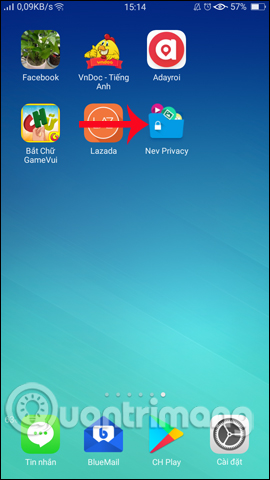 0,09KB/s 15:14 57%
Facebook
VnDoc - Tiếng Anh
Adayroi
Bắt Chữ GameVui
Lazada
Nev Privacy
Quantrimang
Tin nhắn
BlueMail
CH Play
Cài đặt